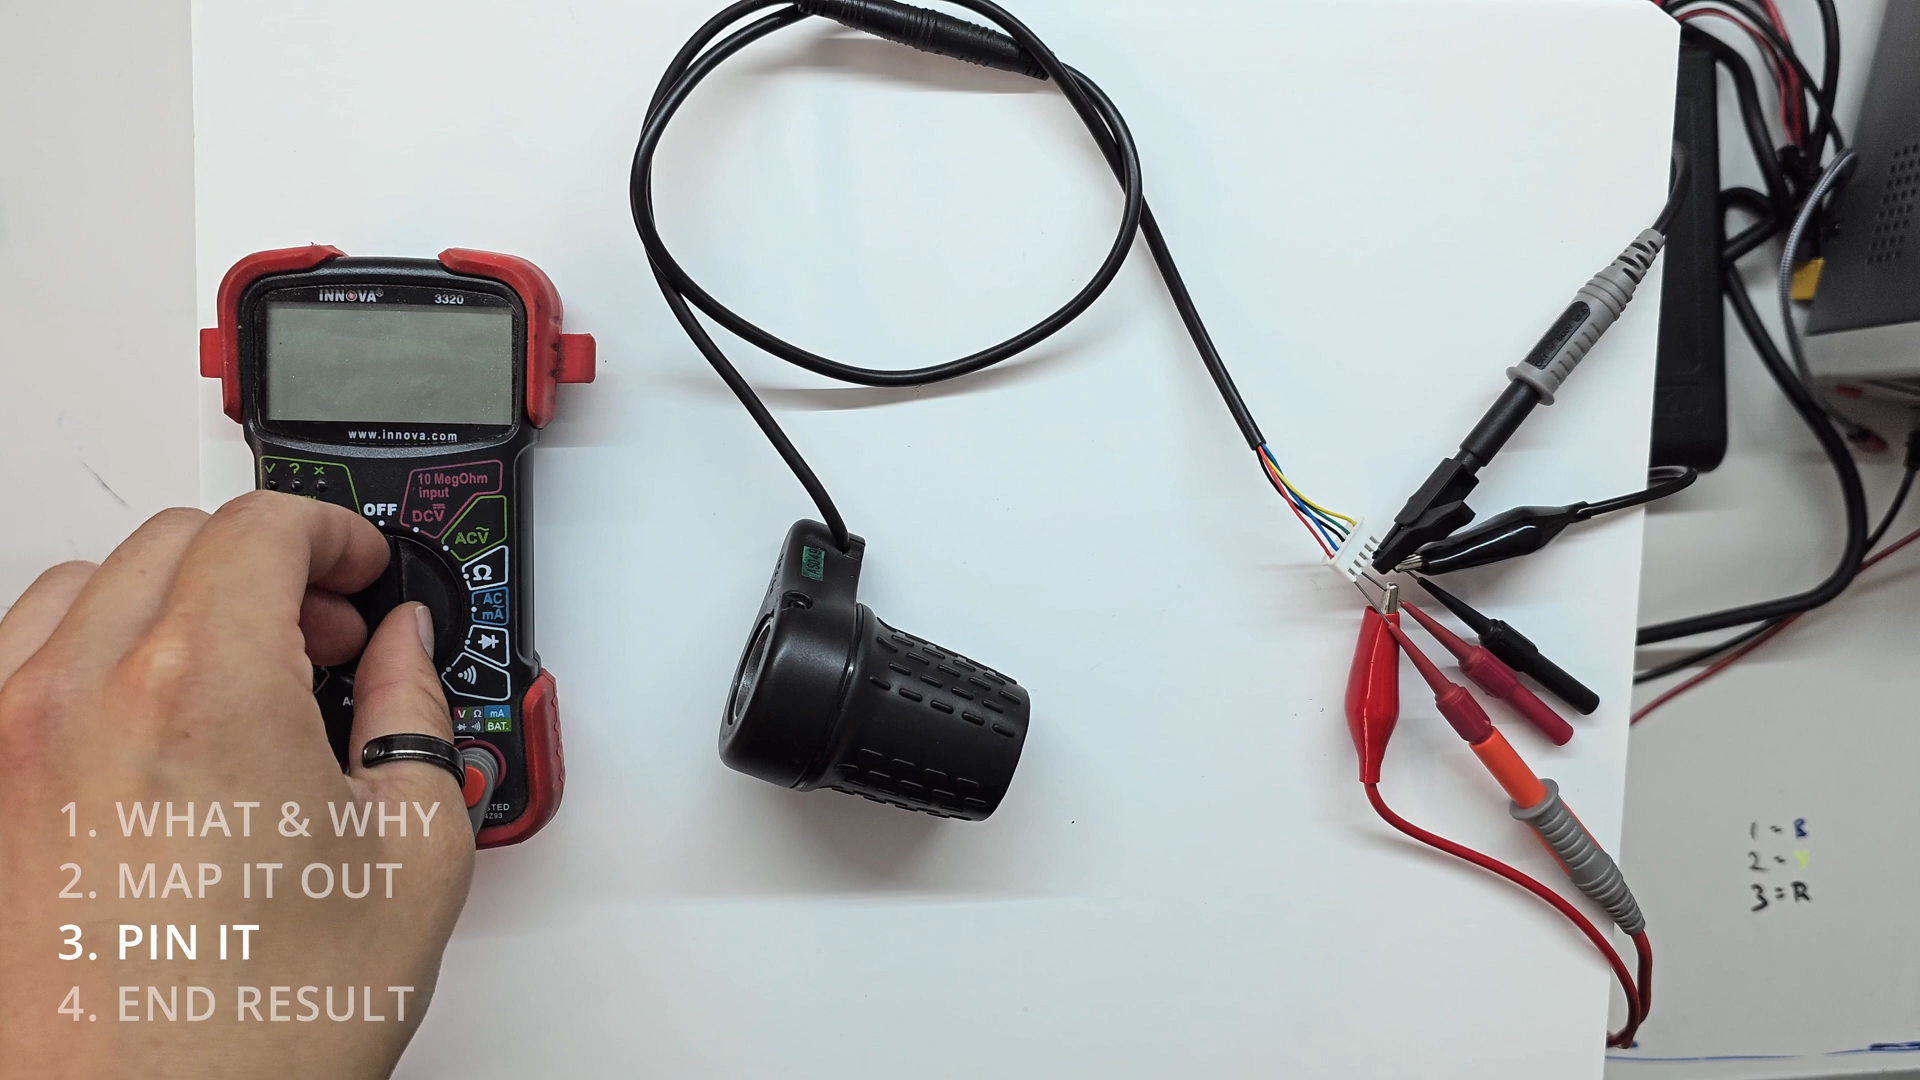 INNOVA 3320
www.innova.com
10 MegOhm
input
OFF
DCV
ACV
Ω
AC
mA
V Ω mA
BAT.
1 = B
2 = Y
3 = R
1. WHAT & WHY
2. MAP IT OUT
3. PIN IT
4. END RESULT